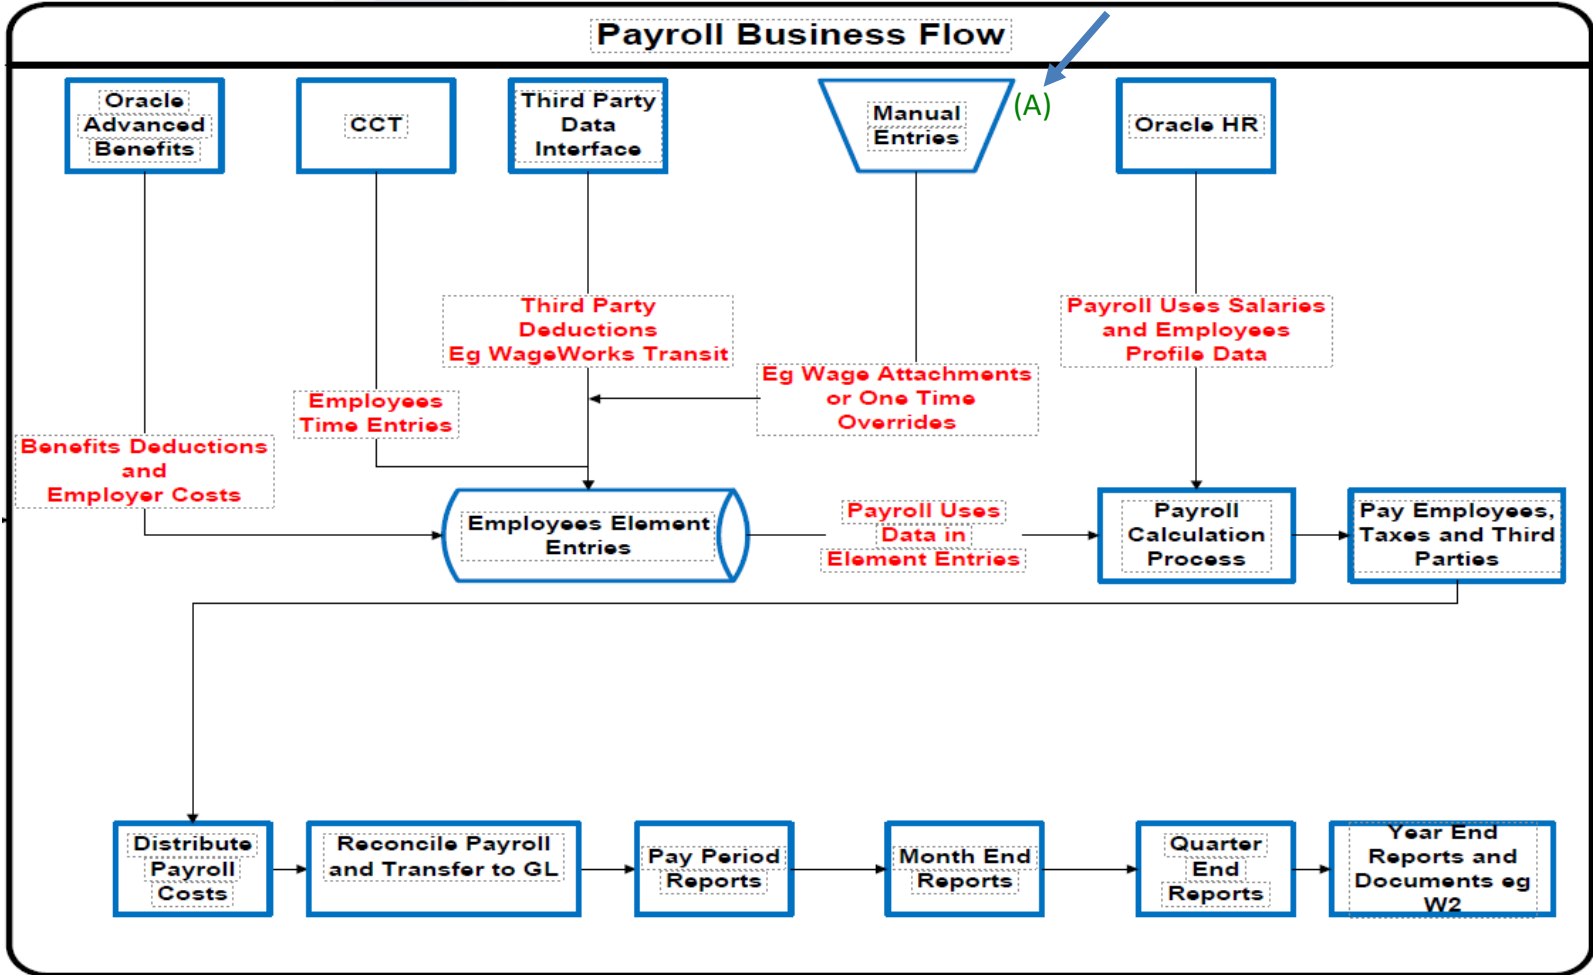 Payroll Business Flow
Oracle
Advanced
Benefits
CCT
Third Party
Data
Interface
Manual
Entries
(A)
Oracle HR
Third Party
Deductions
Eg WageWorks Transit
Payroll Uses Salaries
and Employees
Profile Data
Eg Wage Attachments
or One Time
Overrides
Employees
Time Entries
Benefits Deductions
and
Employer Costs
Employees Element
Entries
Payroll Uses
Data in
Element Entries
Payroll
Calculation
Process
Pay Employees,
Taxes and Third
Parties
Distribute
Payroll
Costs
Reconcile Payroll
and Transfer to GL
Pay Period
Reports
Month End
Reports
Quarter
End
Reports
Year End
Reports and
Documents eg
W2